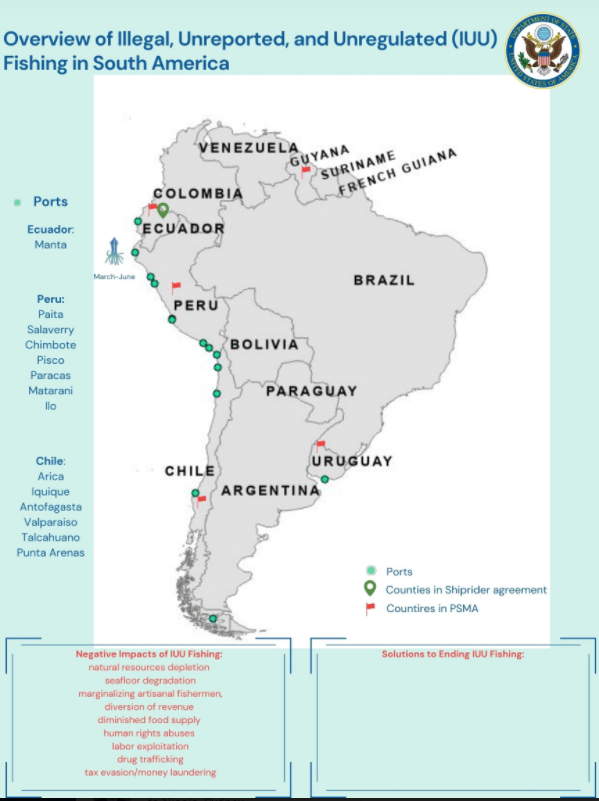 Overview of Illegal, Unreported, and Unregulated (IUU)
Fishing in South America
DEPARTMENT OF STATE
UNITED STATES OF AMERICA
VENEZUELA
GUYANA
SURINAME
FRENCH GUIANA
COLOMBIA
ECUADOR
March-June
BRAZIL
PERU
BOLIVIA
PARAGUAY
URUGUAY
CHILE
ARGENTINA
Ports
Ecuador:
Manta
Peru:
Paita
Salaverry
Chimbote
Pisco
Paracas
Matarani
Ilo
Chile:
Arica
Iquique
Antofagasta
Valparaiso
Talcahuano
Punta Arenas
Ports
Counties in Shiprider agreement
Countires in PSMA
Negative Impacts of IUU Fishing:
natural resources depletion
seafloor degradation
marginalizing artisanal fishermen,
diversion of revenue
diminished food supply
human rights abuses
labor exploitation
drug trafficking
tax evasion/money laundering
Solutions to Ending IUU Fishing: